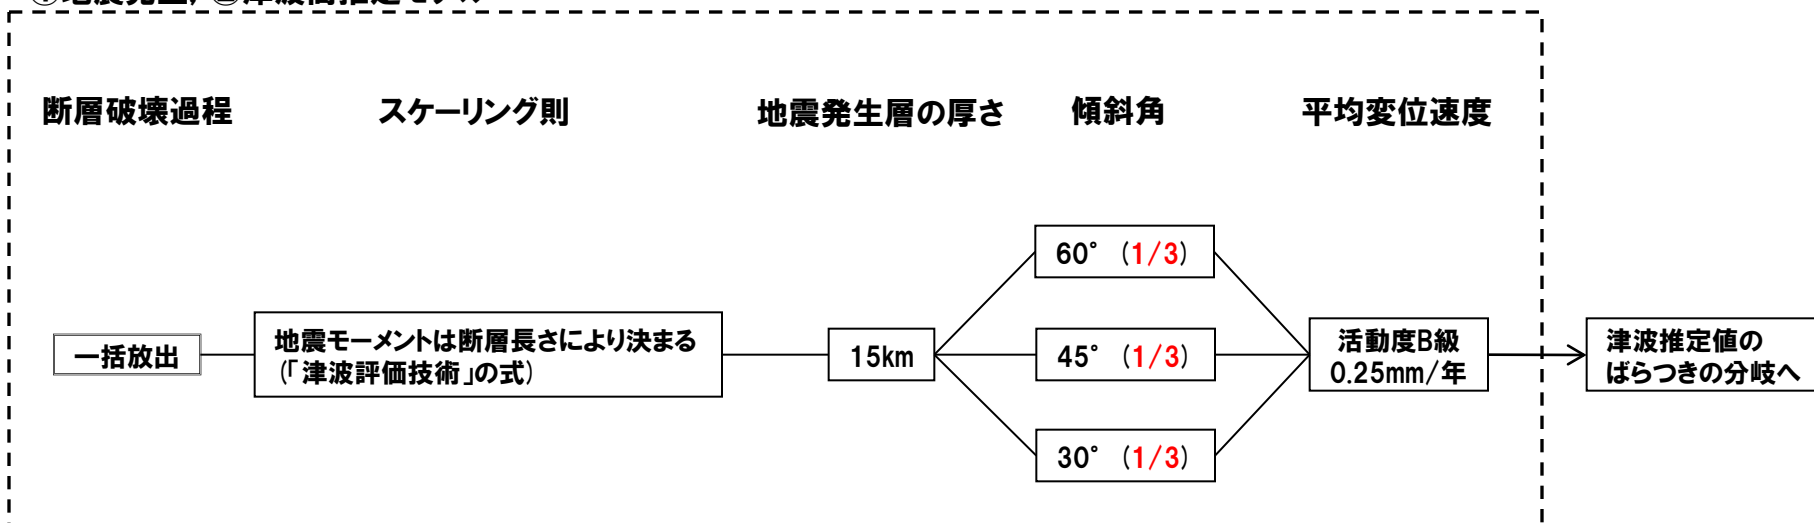 断層破壊過程 スケーリング則 地震発生層の厚さ 傾斜角 平均変位速度
一括放出
地震モーメントは断層長さにより決まる
(「津波評価技術」の式)
15km
60° (1/3)
45° (1/3)
30° (1/3)
活動度B級
0.25mm/年
津波推定値の
ばらつきの分岐へ